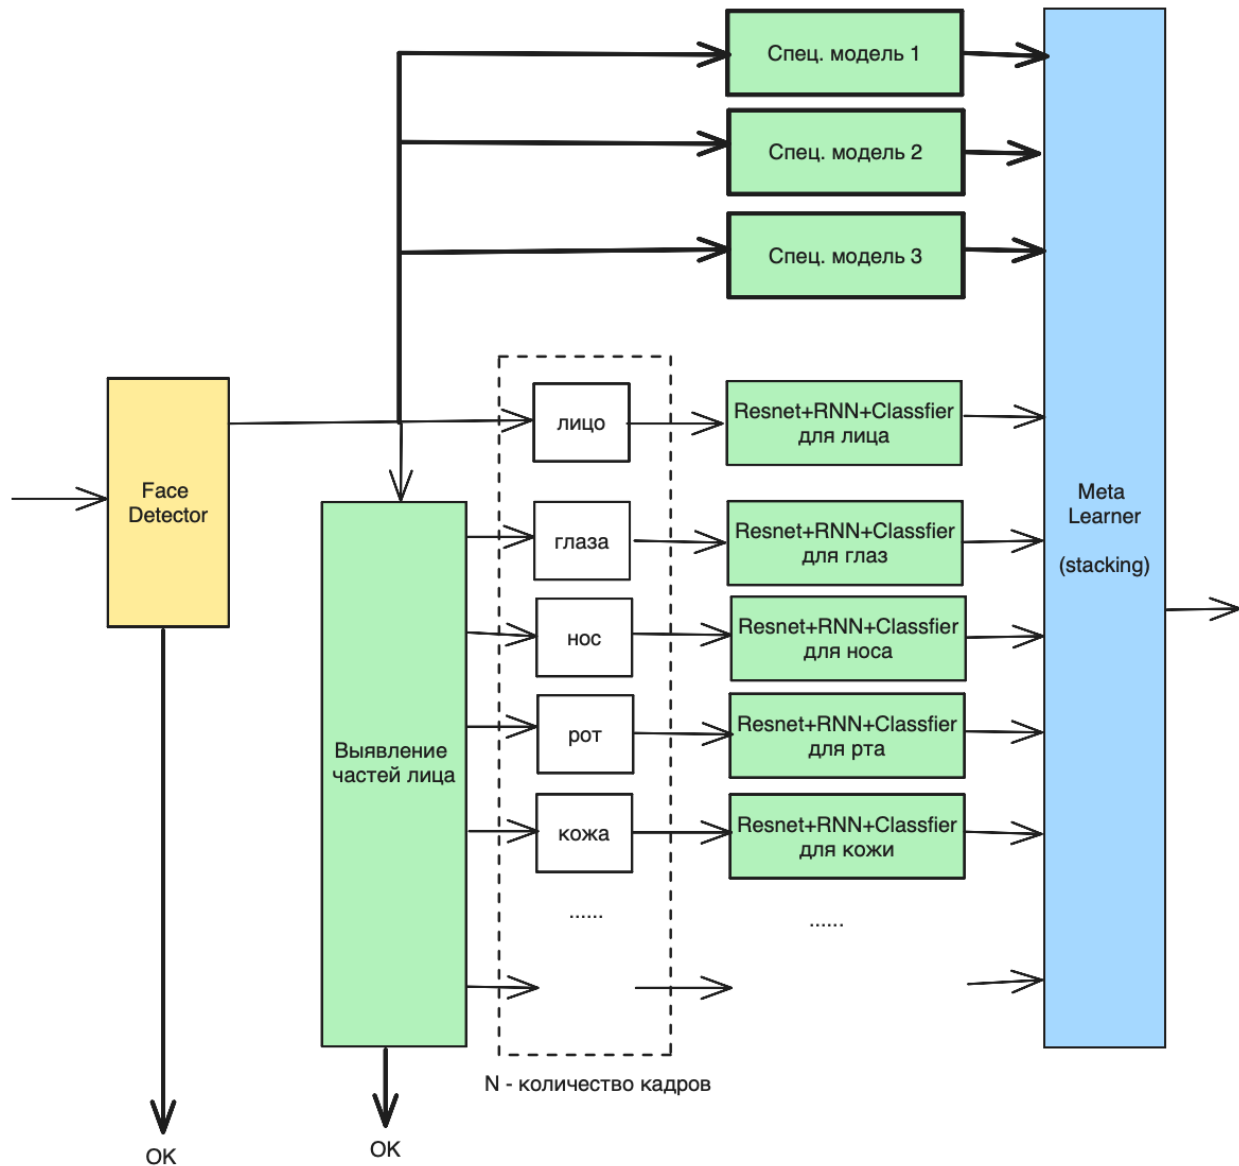 Спец. модель 1
Спец. модель 2
Спец. модель 3
Face
Detector
лицо
Resnet+RNN+Classfier
для лица
Meta
Learner
(stacking)
глаза
Resnet+RNN+Classfier
для глаз
нос
Resnet+RNN+Classfier
для носа
Выявление
частей лица
рот
Resnet+RNN+Classfier
для рта
кожа
Resnet+RNN+Classfier
для кожи
......
......
N - количество кадров
ОК
ОК